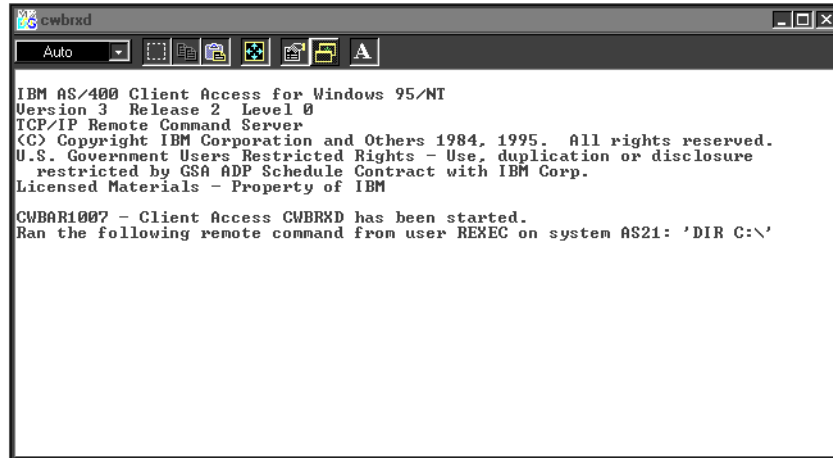 cwbrxd
Auto
A
IBM AS/400 Client Access for Windows 95/NT
Version 3  Release 2  Level 0
TCP/IP Remote Command Server
(C) Copyright IBM Corporation and Others 1984, 1995.  All rights reserved.
U.S. Government Users Restricted Rights - Use, duplication or disclosure
  restricted by GSA ADP Schedule Contract with IBM Corp.
Licensed Materials - Property of IBM
CWBAR1007 - Client Access CWBRXD has been started.
Ran the following remote command from user REXEC on system AS21: 'DIR C:\'